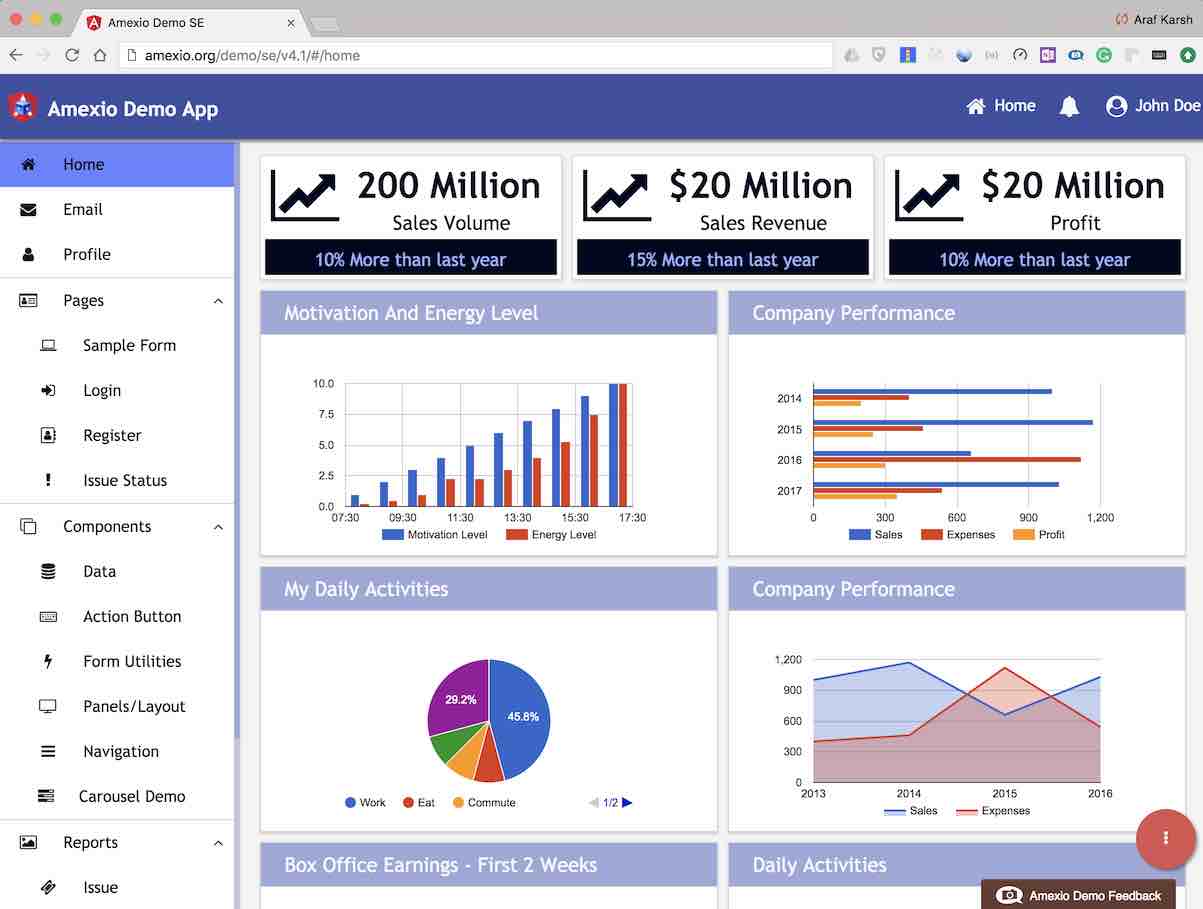 Amexio Demo SE
Araf Karsh
amexio.org/demo/se/v4.1/#/home
Amexio Demo App
Home
John Doe
Home
Email
Profile
Pages
Sample Form
Login
Register
Issue Status
Components
Data
Action Button
Form Utilities
Panels/Layout
Navigation
Carousel Demo
Reports
Issue
200 Million
Sales Volume
10% More than last year
$20 Million
Sales Revenue
15% More than last year
$20 Million
Profit
10% More than last year
Motivation And Energy Level
10.0
7.5
5.0
2.5
0.0
07:30 09:30 11:30 13:30 15:30 17:30
Motivation Level Energy Level
Company Performance
2014
2015
2016
2017
0 300 600 900 1,200
Sales Expenses Profit
My Daily Activities
29.2%
45.8%
Work Eat Commute 1/2
Company Performance
1,200
900
600
300
0
2013 2014 2015 2016
Sales Expenses
Box Office Earnings - First 2 Weeks
Daily Activities
Amexio Demo Feedback